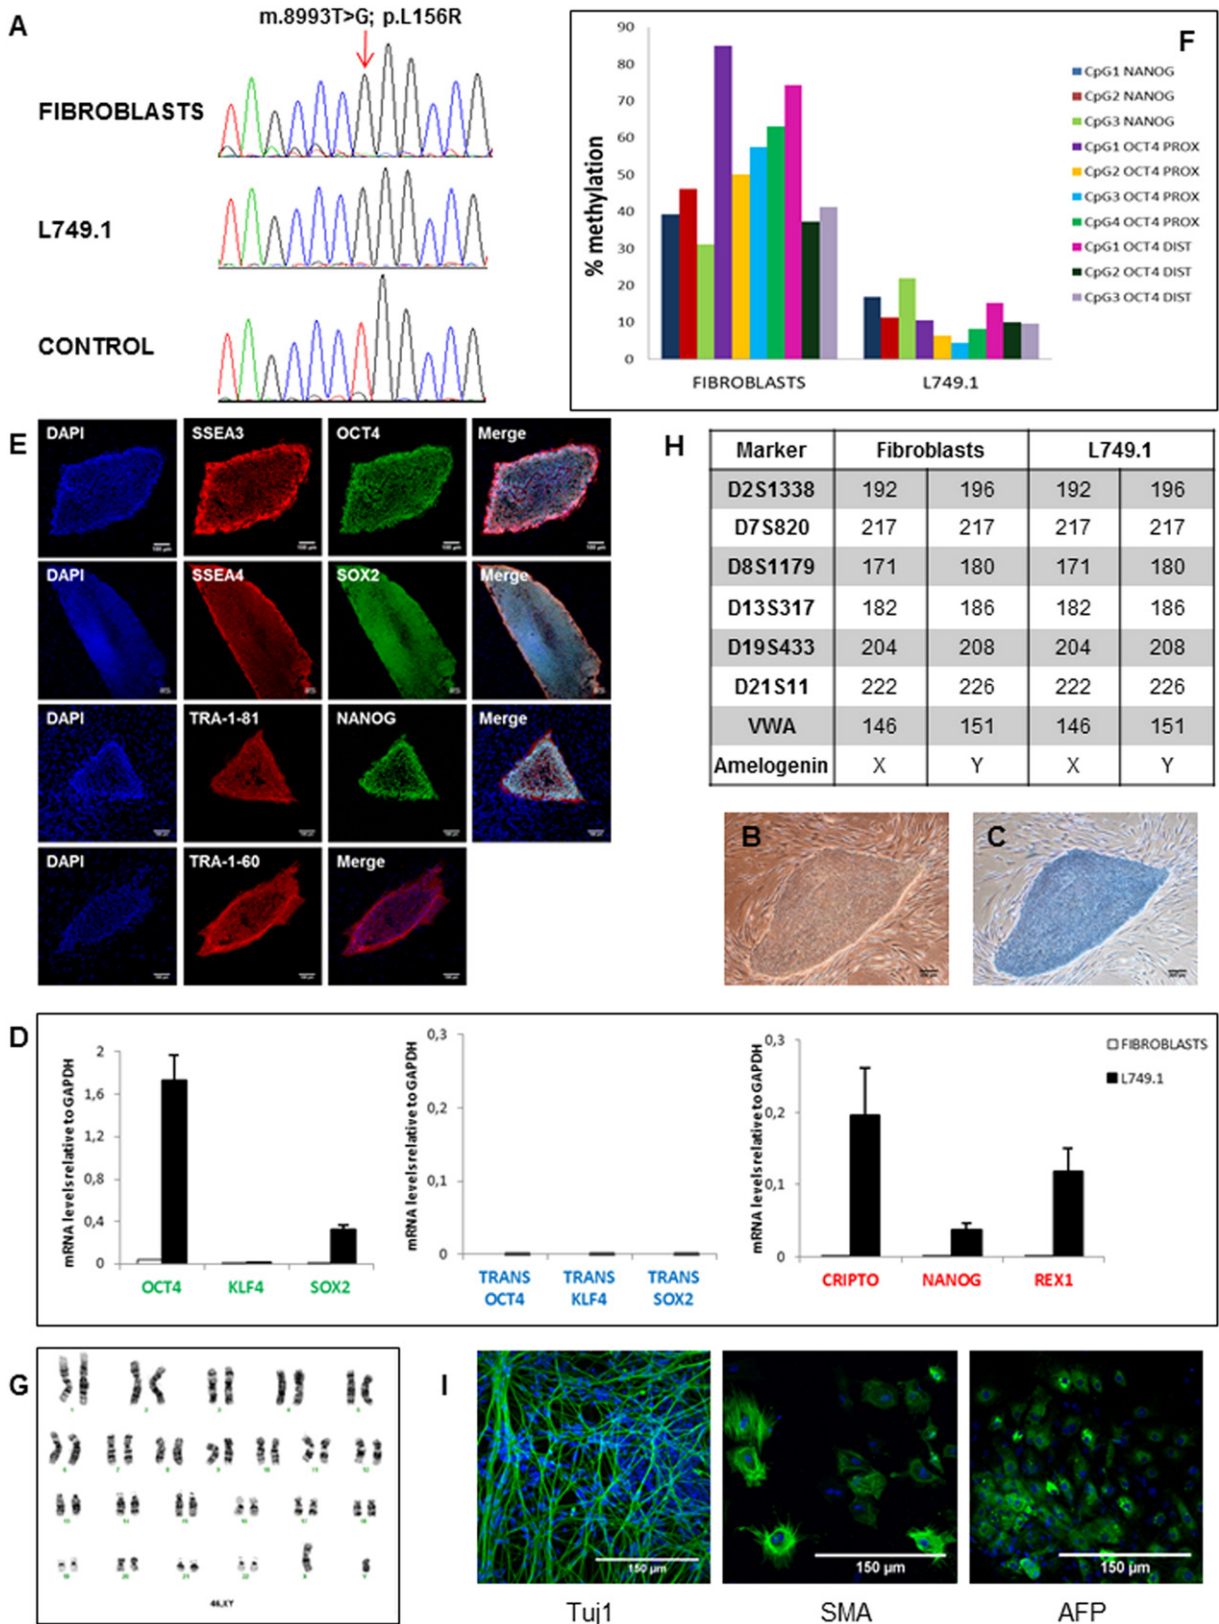 A
m.8993T>G; p.L156R
FIBROBLASTS
L749.1
CONTROL
F
% methylation
90
80
70
60
50
40
30
20
10
0
FIBROBLASTS
L749.1
CpG1 NANOG
CpG2 NANOG
CpG3 NANOG
CpG1 OCT4 PROX
CpG2 OCT4 PROX
CpG3 OCT4 PROX
CpG4 OCT4 PROX
CpG1 OCT4 DIST
CpG2 OCT4 DIST
CpG3 OCT4 DIST
E
DAPI SSEA3 OCT4 Merge
DAPI SSEA4 SOX2 Merge
DAPI TRA-1-81 NANOG Merge
DAPI TRA-1-60 Merge
H
Marker Fibroblasts L749.1
D2S1338 192 196 192 196
D7S820 217 217 217 217
D8S1179 171 180 171 180
D13S317 182 186 182 186
D19S433 204 208 204 208
D21S11 222 226 222 226
VWA 146 151 146 151
Amelogenin X Y X Y
B
C
D
mRNA levels relative to GAPDH
2
1,6
1,2
0,8
0,4
0
OCT4 KLF4 SOX2
mRNA levels relative to GAPDH
0,3
0,2
0,1
0
TRANS TRANS TRANS
OCT4 KLF4 SOX2
mRNA levels relative to GAPDH
0,3
0,2
0,1
0
CRIPTO NANOG REX1
FIBROBLASTS
L749.1
G
46,XY
I
150 µm
150 µm
150 µm
Tuj1 SMA AFP